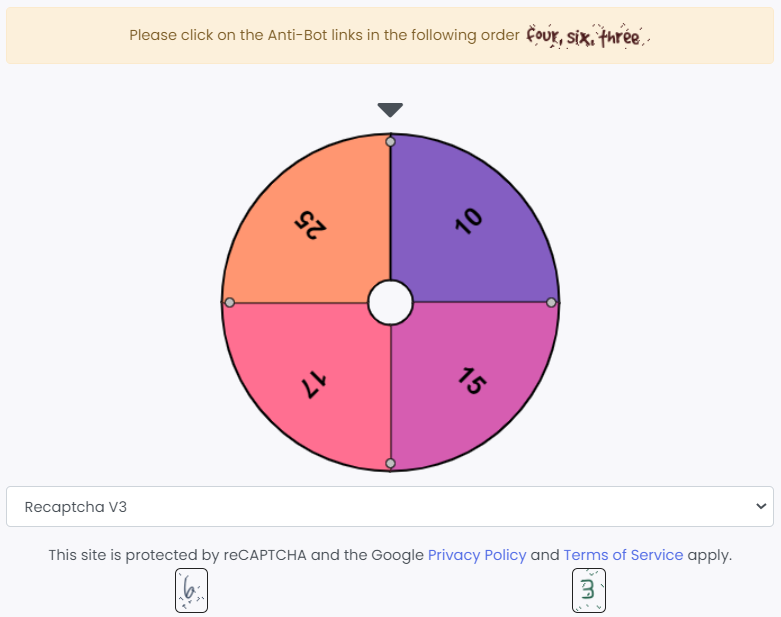 Please click on the Anti-Bot links in the following order four, six, three
25
10
17
15
Recaptcha V3
This site is protected by reCAPTCHA and the Google Privacy Policy and Terms of Service apply.
6 3